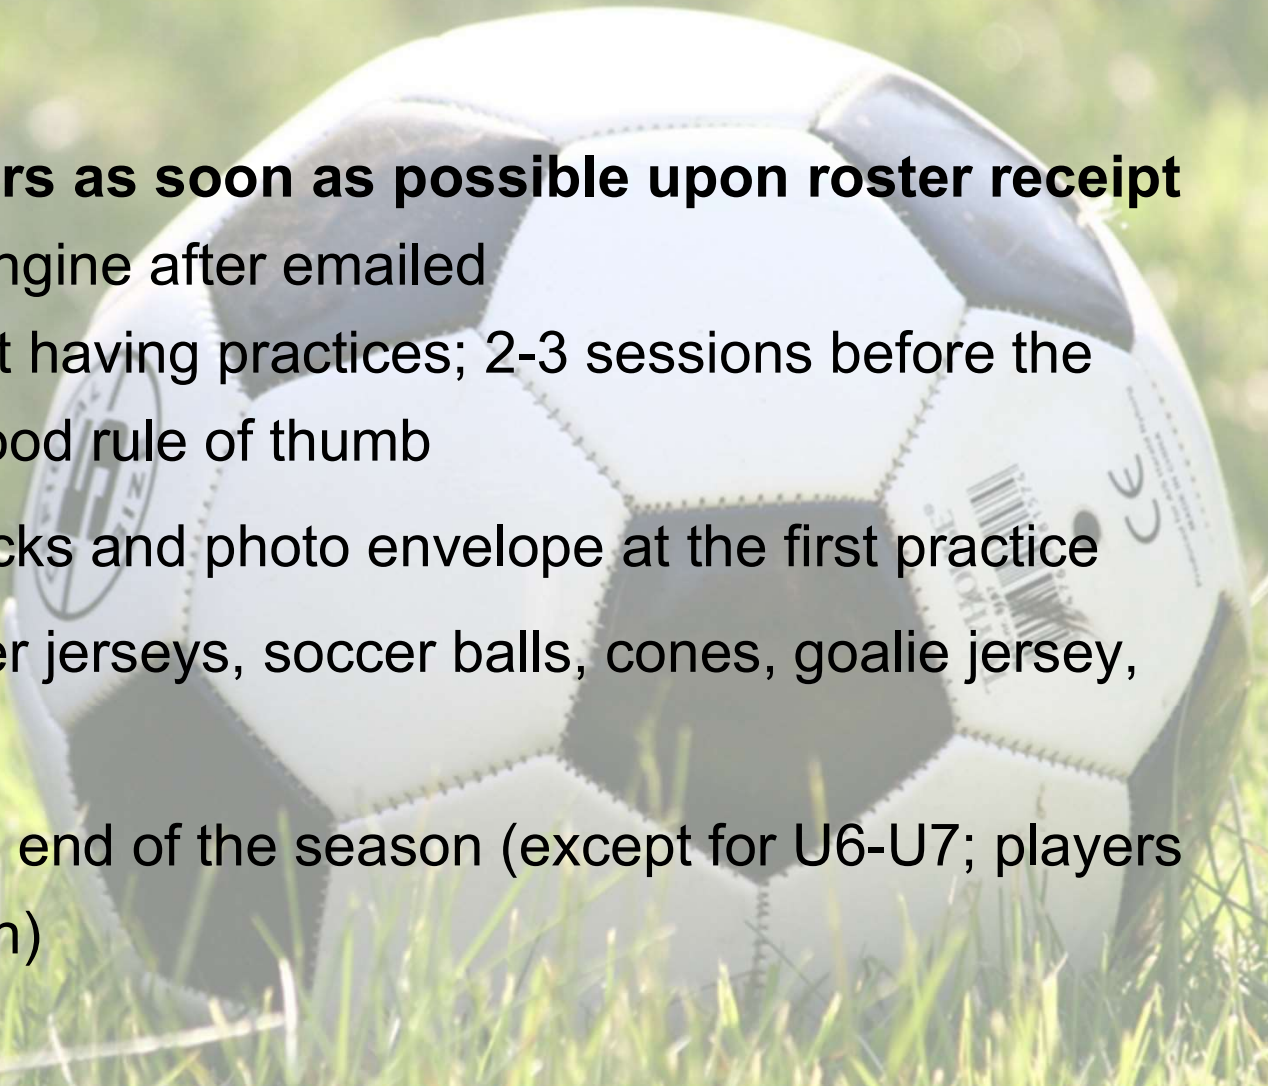 rs as soon as possible upon roster receipt
ngine after emailed
t having practices; 2-3 sessions before the
ood rule of thumb
cks and photo envelope at the first practice
er jerseys, soccer balls, cones, goalie jersey,
end of the season (except for U6-U7; players
n)
CE